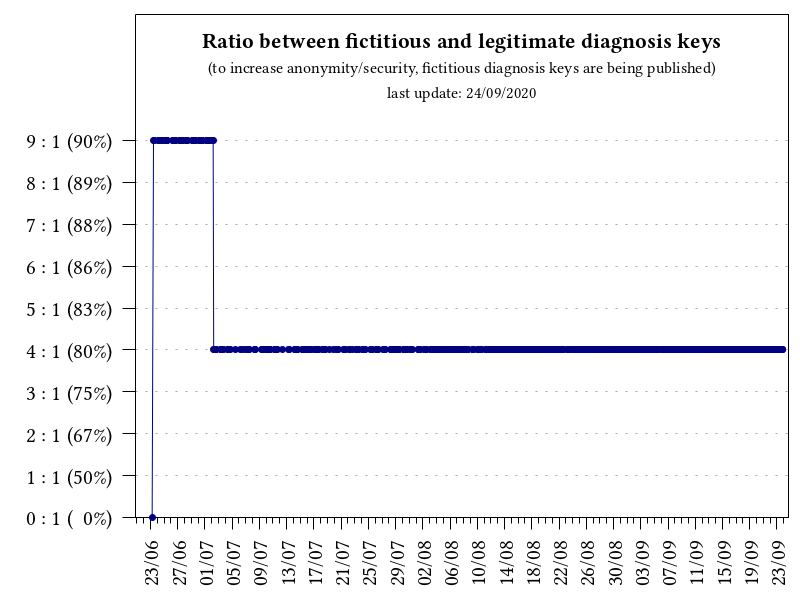 Ratio between fictitious and legitimate diagnosis keys
(to increase anonymity/security, fictitious diagnosis keys are being published)
last update: 24/09/2020
9 : 1 (90%)
8 : 1 (89%)
7 : 1 (88%)
6 : 1 (86%)
5 : 1 (83%)
4 : 1 (80%)
3 : 1 (75%)
2 : 1 (67%)
1 : 1 (50%)
0 : 1 ( 0%)
23/06
27/06
01/07
05/07
09/07
13/07
17/07
21/07
25/07
29/07
02/08
06/08
10/08
14/08
18/08
22/08
26/08
30/08
03/09
07/09
11/09
15/09
19/09
23/09